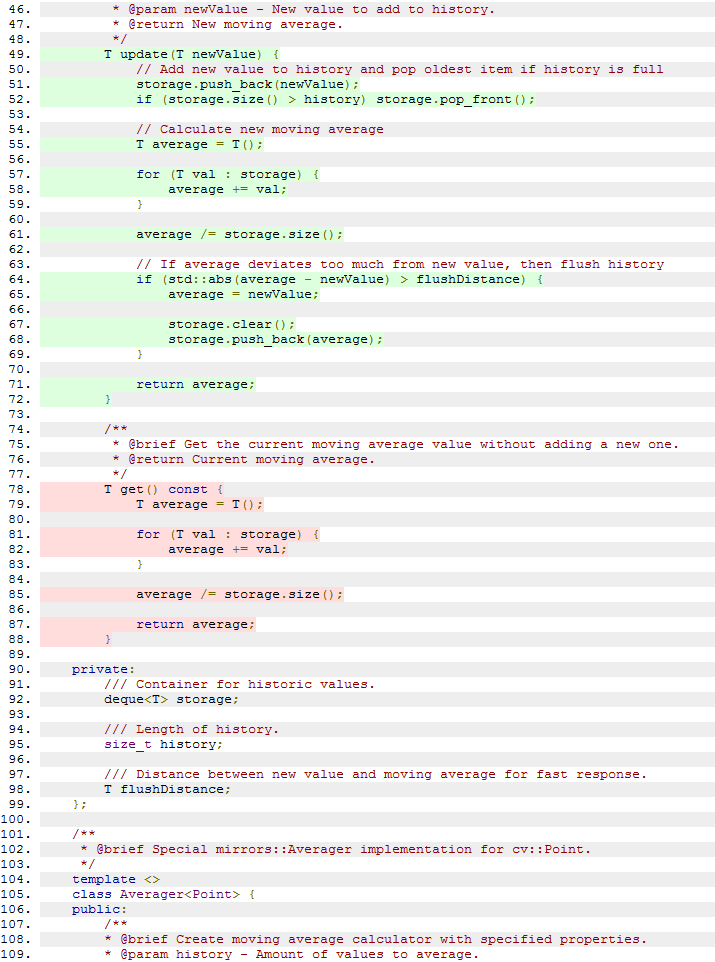 46. * @param newValue - New value to add to history.
47. * @return New moving average.
48. */
49. T update(T newValue) {
50. // Add new value to history and pop oldest item if history is full
51. storage.push_back(newValue);
52. if (storage.size() > history) storage.pop_front();
53.
54. // Calculate new moving average
55. T average = T();
56.
57. for (T val : storage) {
58. average += val;
59. }
60.
61. average /= storage.size();
62.
63. // If average deviates too much from new value, then flush history
64. if (std::abs(average - newValue) > flushDistance) {
65. average = newValue;
66.
67. storage.clear();
68. storage.push_back(average);
69. }
70.
71. return average;
72. }
73.
74. /**
75. * @brief Get the current moving average value without adding a new one.
76. * @return Current moving average.
77. */
78. T get() const {
79. T average = T();
80.
81. for (T val : storage) {
82. average += val;
83. }
84.
85. average /= storage.size();
86.
87. return average;
88. }
89.
90. private:
91. /// Container for historic values.
92. deque<T> storage;
93.
94. /// Length of history.
95. size_t history;
96.
97. /// Distance between new value and moving average for fast response.
98. T flushDistance;
99. };
100.
101. /**
102. * @brief Special mirrors::Averager implementation for cv::Point.
103. */
104. template <>
105. class Averager<Point> {
106. public:
107. /**
108. * @brief Create moving average calculator with specified properties.
109. * @param history - Amount of values to average.